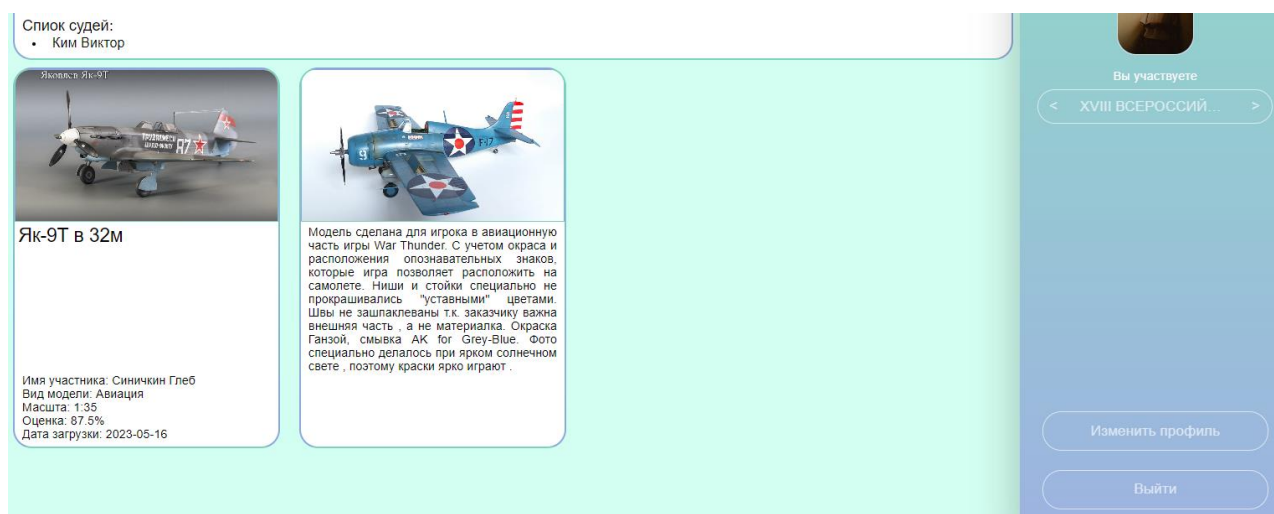 Спиок судей:
• Ким Виктор
Яковлев Як-9Т
Як-9Т в 32м
Имя участника: Синичкин Глеб
Вид модели: Авиация
Масшта: 1:35
Оценка: 87.5%
Дата загрузки: 2023-05-16
9
F-17
Модель сделана для игрока в авиационную
часть игры War Thunder. С учетом окраса и
расположения опознавательных знаков,
которые игра позволяет расположить на
самолете. Ниши и стойки специально не
прокрашивались "уставными" цветами.
Швы не зашпаклеваны т.к. заказчику важна
внешняя часть , а не материалка. Окраска
Ганзой, смывка AK for Grey-Blue. Фото
специально делалось при ярком солнечном
свете , поэтому краски ярко играют .
Вы участвуете
< XVIII ВСЕРОССИЙ... >
Изменить профиль
Выйти